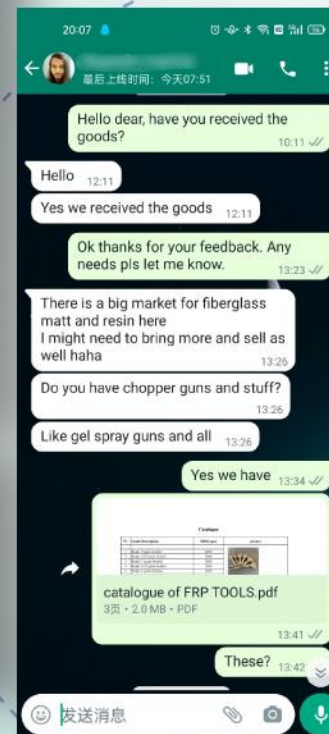 20:07
最后上线时间：今天07:51
Hello dear, have you received the
goods?
10:11
Hello 12:11
Yes we received the goods 12:11
Ok thanks for your feedback. Any
needs pls let me know.
13:23
There is a big market for fiberglass
matt and resin here
I might need to bring more and sell as
well haha
13:26
Do you have chopper guns and stuff?
13:26
Like gel spray guns and all 13:26
Yes we have 13:34
Catalogue
catalogue of FRP TOOLS.pdf
3页 • 2.0 MB • PDF
13:41
These? 13:42
发送消息